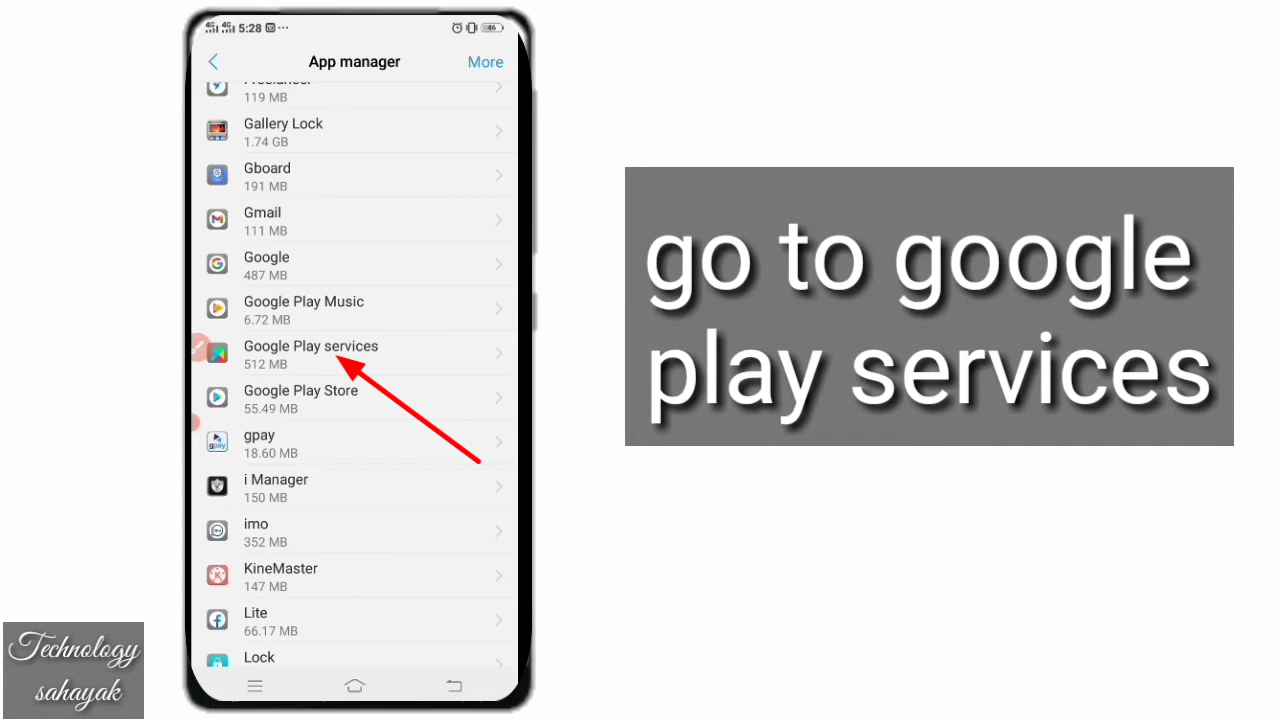 4G 4G 5:28 ... 46
App manager More
Freelancer
119 MB
Gallery Lock
1.74 GB
Gboard
191 MB
Gmail
111 MB
Google
487 MB
Google Play Music
6.72 MB
Google Play services
512 MB
Google Play Store
55.49 MB
gpay
18.60 MB
i Manager
150 MB
imo
352 MB
KineMaster
147 MB
Lite
66.17 MB
Lock
go to google
play services
Technology
sahayak